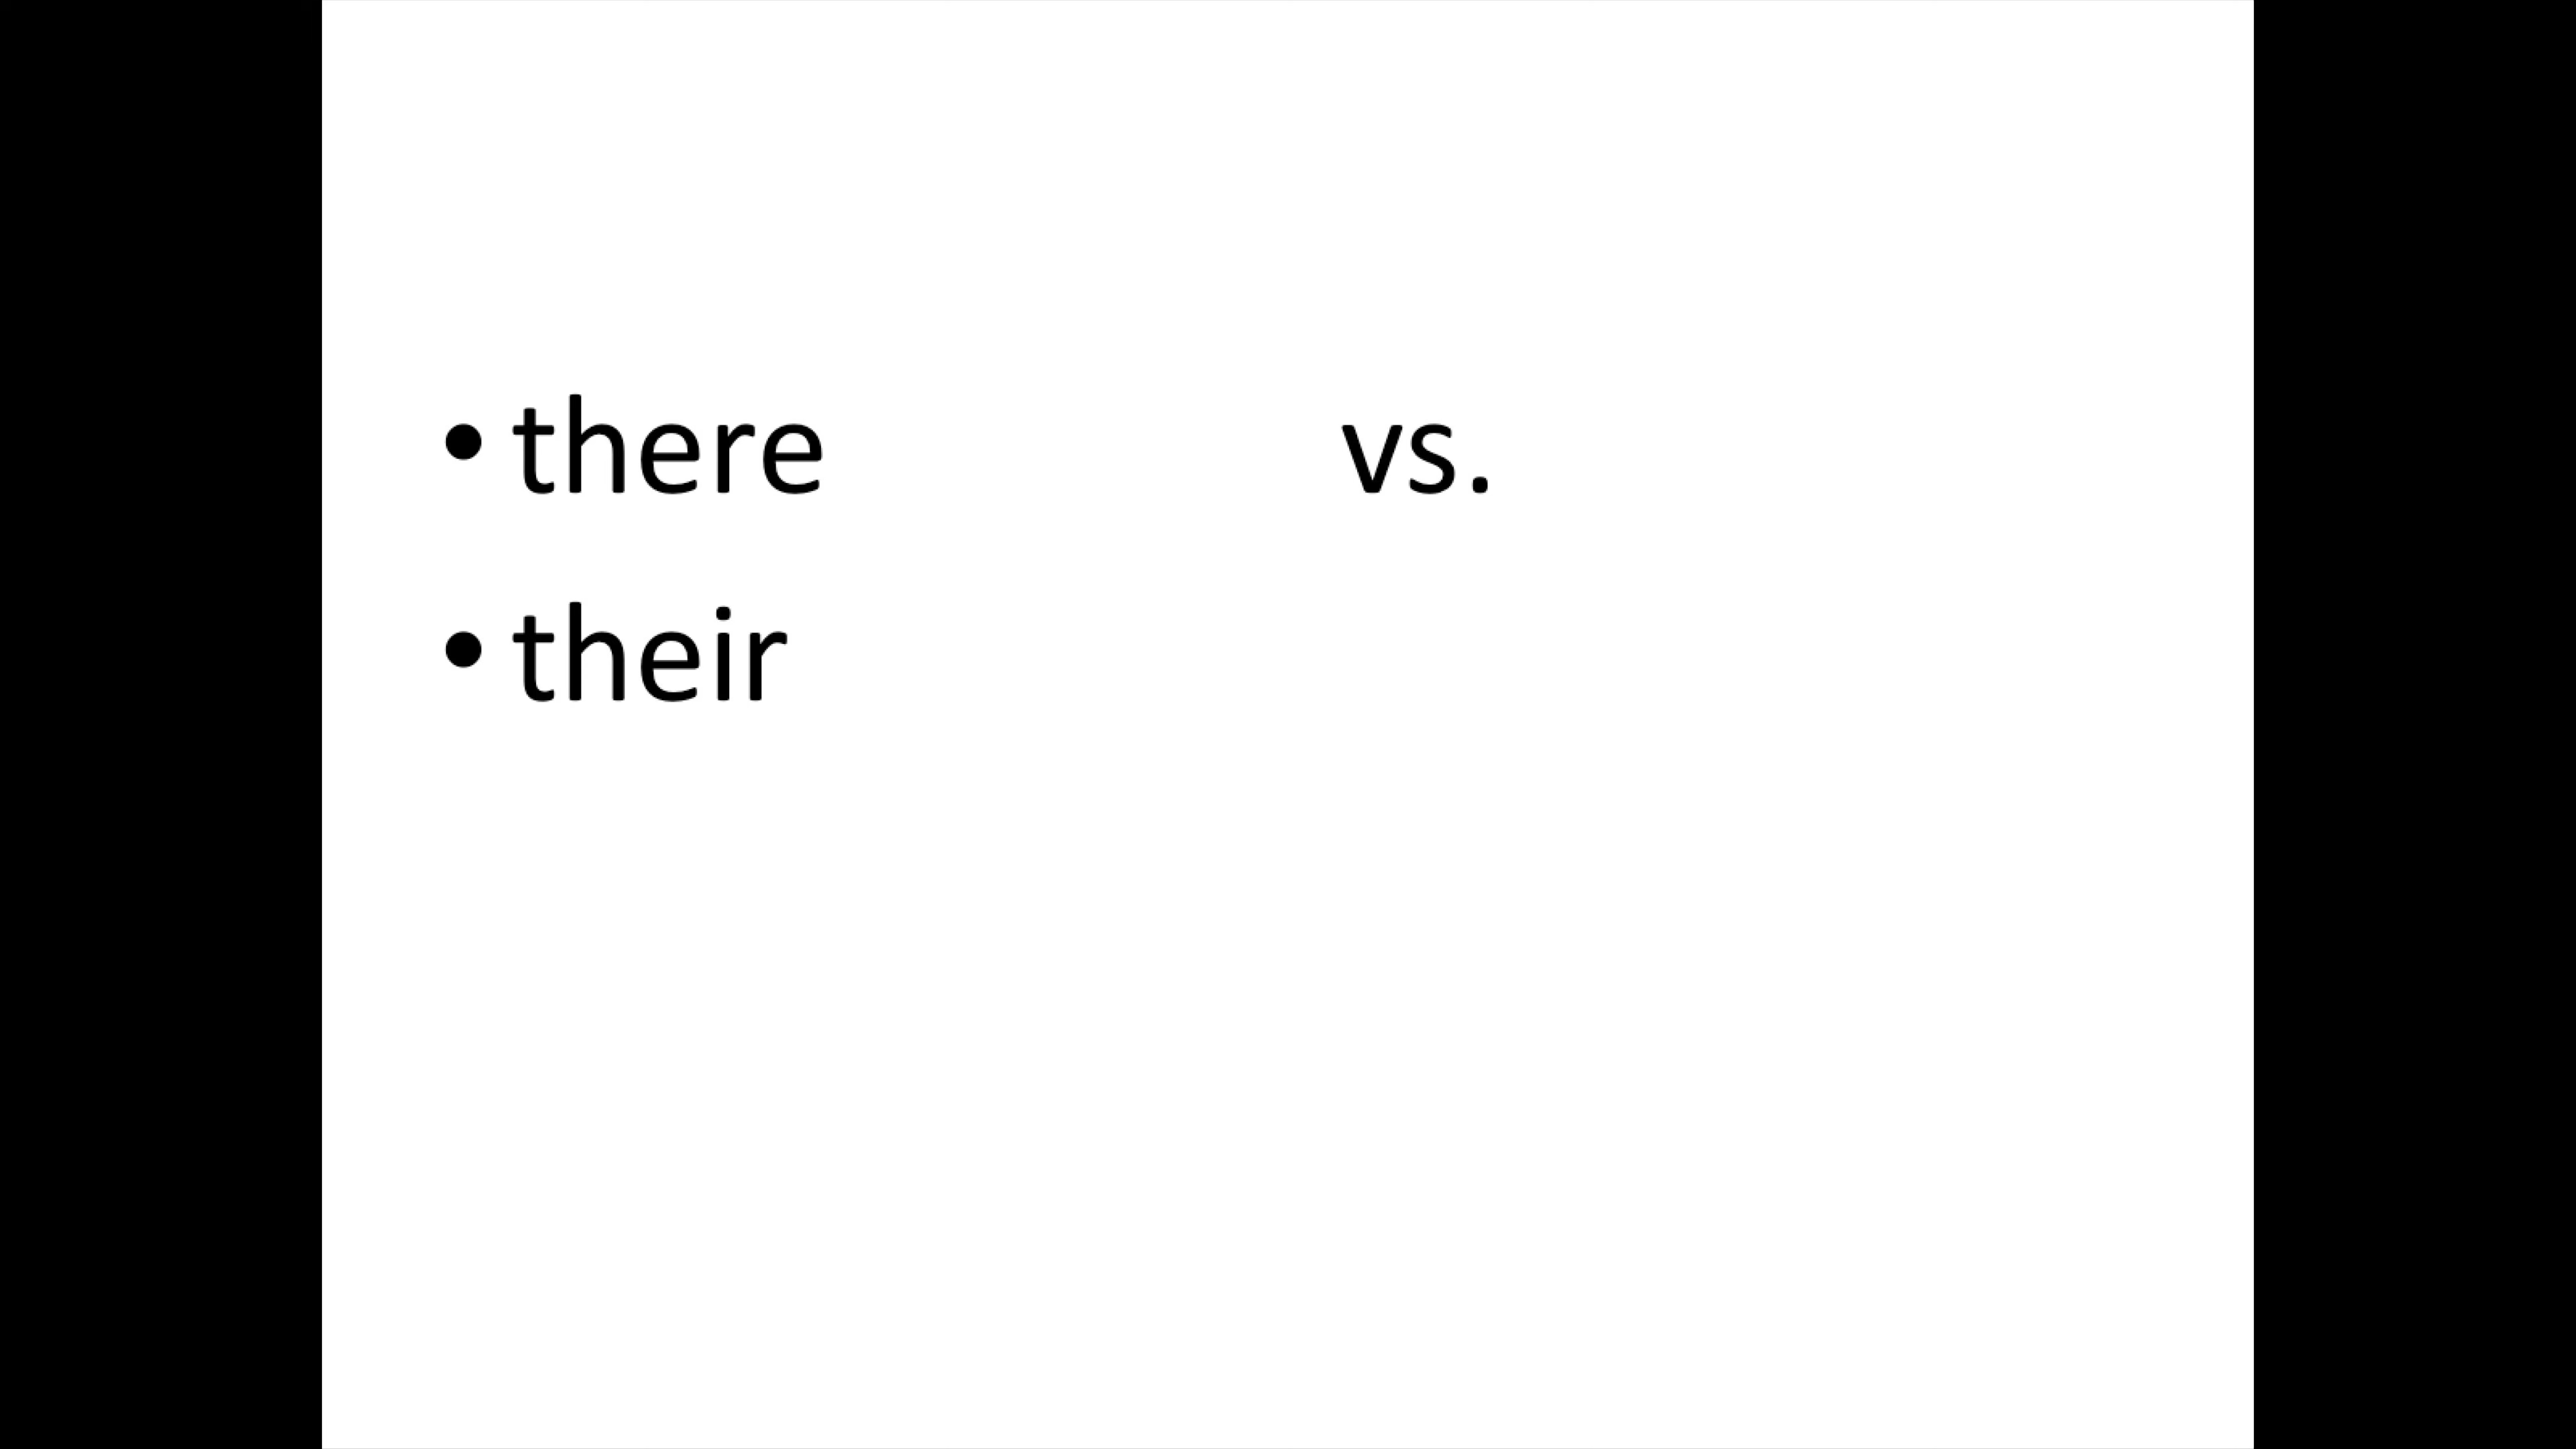 • there vs.
• their